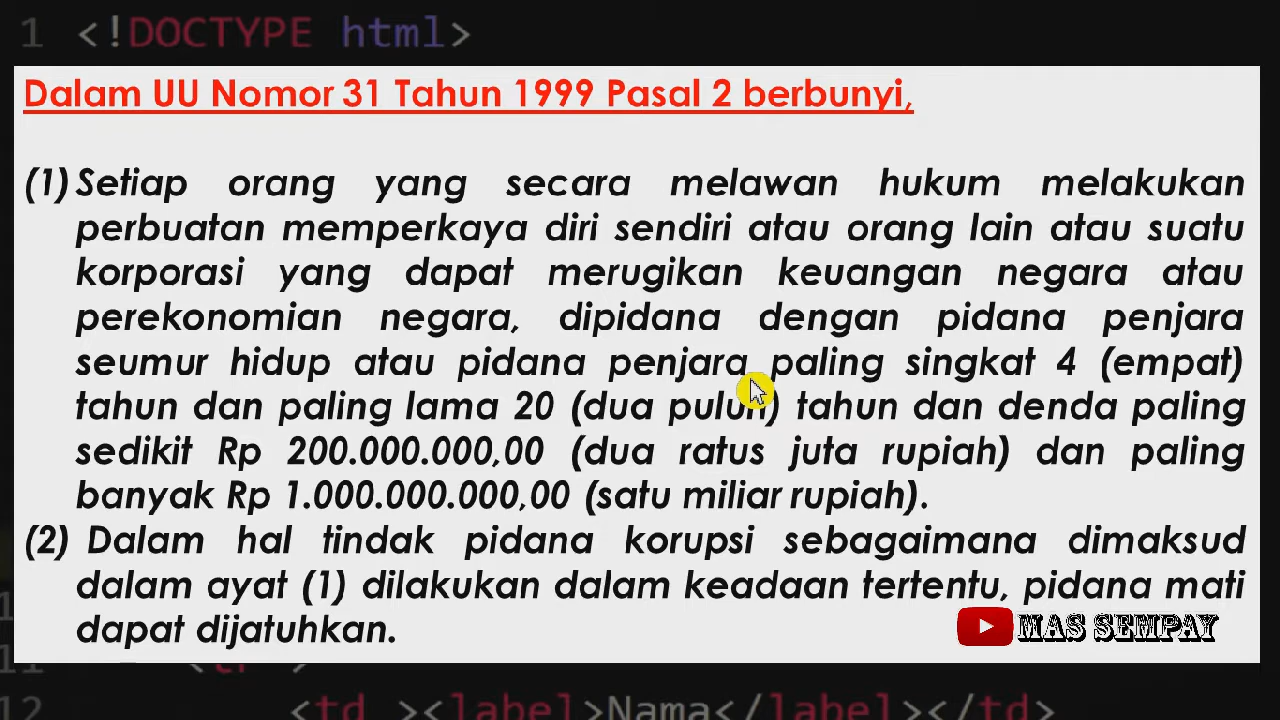 1 <!DOCTYPE html>
Dalam UU Nomor 31 Tahun 1999 Pasal 2 berbunyi,
(1) Setiap orang yang secara melawan hukum melakukan
perbuatan memperkaya diri sendiri atau orang lain atau suatu
korporasi yang dapat merugikan keuangan negara atau
perekonomian negara, dipidana dengan pidana penjara
seumur hidup atau pidana penjara paling singkat 4 (empat)
tahun dan paling lama 20 (dua puluh) tahun dan denda paling
sedikit Rp 200.000.000,00 (dua ratus juta rupiah) dan paling
banyak Rp 1.000.000.000,00 (satu miliar rupiah).
(2) Dalam hal tindak pidana korupsi sebagaimana dimaksud
dalam ayat (1) dilakukan dalam keadaan tertentu, pidana mati
dapat dijatuhkan.
MAS SEMPAY
11
12 <td ><label>Nama</label></td>